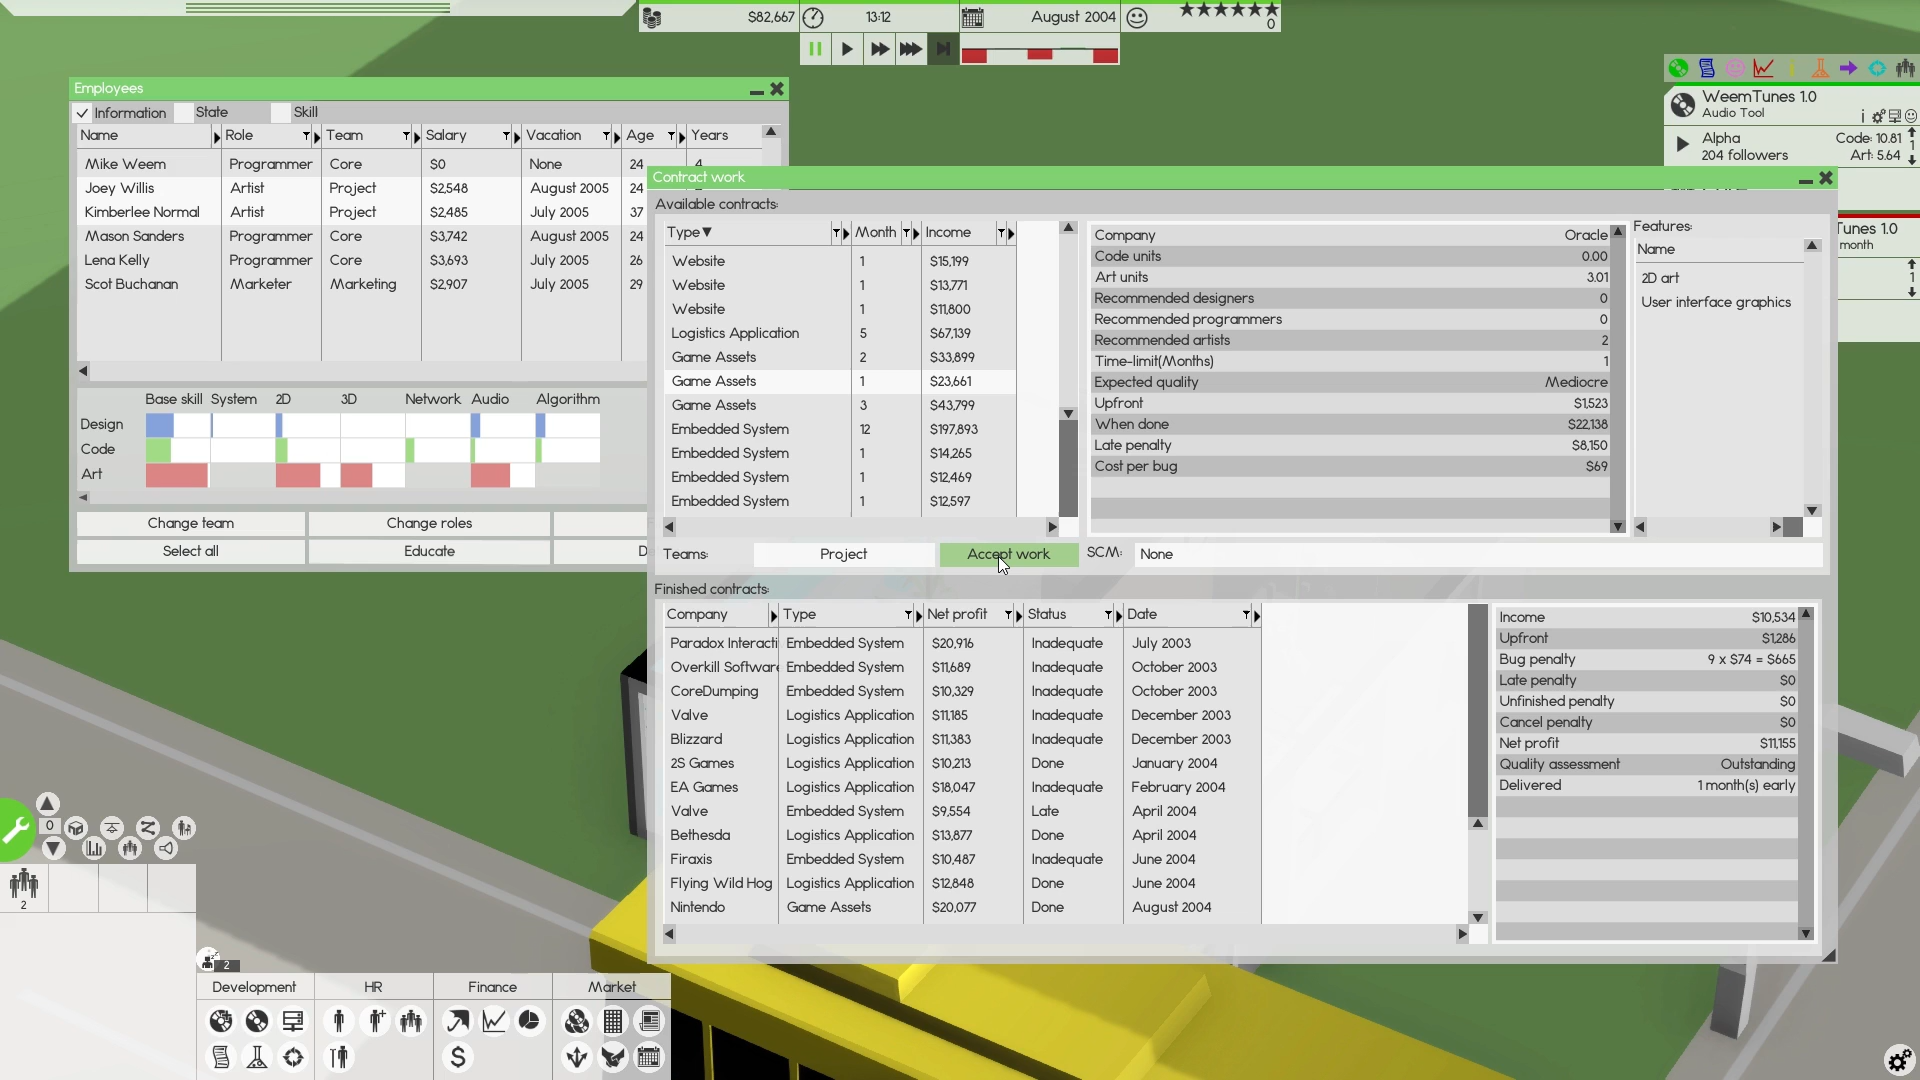 $82,667
13:12
August 2004
0
Employees
Information State Skill
Name Role Team Salary Vacation Age Years
Mike Weem Programmer Core $0 None 24 4
Joey Willis Artist Project $2,548 August 2005 24
Kimberlee Normal Artist Project $2,485 July 2005 37
Mason Sanders Programmer Core $3,742 August 2005 24
Lena Kelly Programmer Core $3,693 July 2005 26
Scot Buchanan Marketer Marketing $2,907 July 2005 29
Base skill System 2D 3D Network Audio Algorithm
Design
Code
Art
Change team Change roles
Select all Educate D
WeemTunes 1.0
Audio Tool
Alpha Code: 10.81
204 followers Art: 5.64
1
Tunes 1.0
month
1
Contract work
Available contracts:
Type Month Income
Website 1 $15,199
Website 1 $13,771
Website 1 $11,800
Logistics Application 5 $67,139
Game Assets 2 $33,899
Game Assets 1 $23,661
Game Assets 3 $43,799
Embedded System 12 $197,893
Embedded System 1 $14,265
Embedded System 1 $12,469
Embedded System 1 $12,597
Company Oracle
Code units 0.00
Art units 3.01
Recommended designers 0
Recommended programmers 0
Recommended artists 2
Time-limit(Months) 1
Expected quality Mediocre
Upfront $1,523
When done $22,138
Late penalty $8,150
Cost per bug $69
Features:
Name
2D art
User interface graphics
Teams: Project Accept work SCM: None
Finished contracts:
Company Type Net profit Status Date
Paradox Interacti Embedded System $20,916 Inadequate July 2003
Overkill Software Embedded System $11,689 Inadequate October 2003
CoreDumping Embedded System $10,329 Inadequate October 2003
Valve Logistics Application $11,185 Inadequate December 2003
Blizzard Logistics Application $11,383 Inadequate December 2003
2S Games Logistics Application $10,213 Done January 2004
EA Games Logistics Application $18,047 Inadequate February 2004
Valve Embedded System $9,554 Late April 2004
Bethesda Logistics Application $13,877 Done April 2004
Firaxis Embedded System $10,487 Inadequate June 2004
Flying Wild Hog Logistics Application $12,848 Done June 2004
Nintendo Game Assets $20,077 Done August 2004
Income $10,534
Upfront $1,286
Bug penalty 9 x $74 = $665
Late penalty $0
Unfinished penalty $0
Cancel penalty $0
Net profit $11,155
Quality assessment Outstanding
Delivered 1 month(s) early
0
2
2
Development HR Finance Market